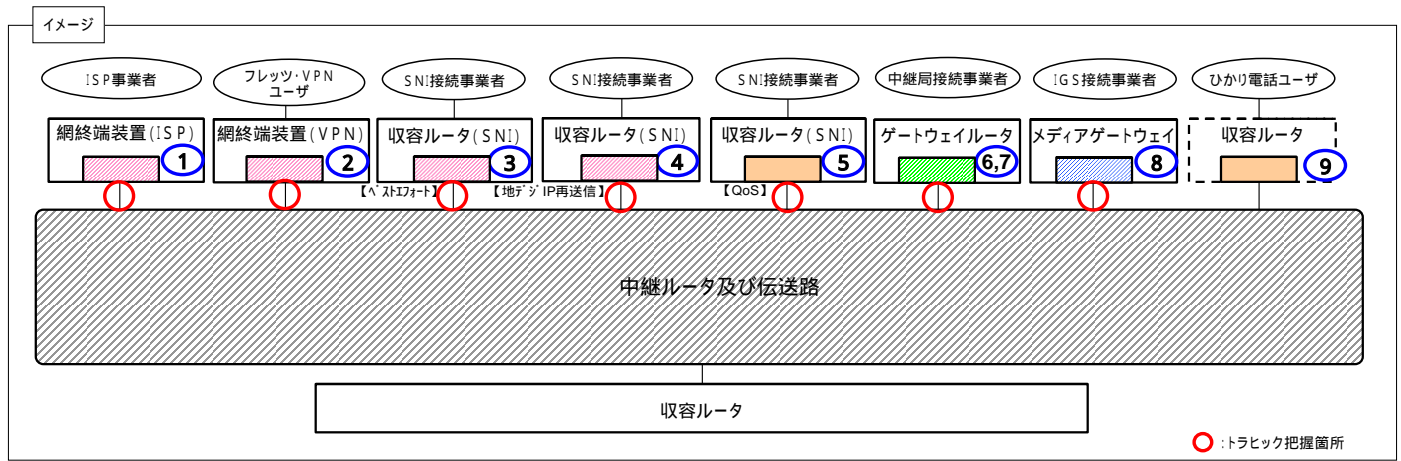 イメージ
ISP事業者
フレッツ・VPN
ユーザ
SNI接続事業者
SNI接続事業者
SNI接続事業者
中継局接続事業者
IGS接続事業者
ひかり電話ユーザ
網終端装置(ISP)
網終端装置(VPN)
収容ルータ(SNI)
収容ルータ(SNI)
収容ルータ(SNI)
ゲートウェイルータ
メディアゲートウェイ
収容ルータ
1
2
3
4
5
6,7
8
9
【ベストエフォート】
【地デジIP再送信】
【QoS】
中継ルータ及び伝送路
収容ルータ
:トラヒック把握箇所